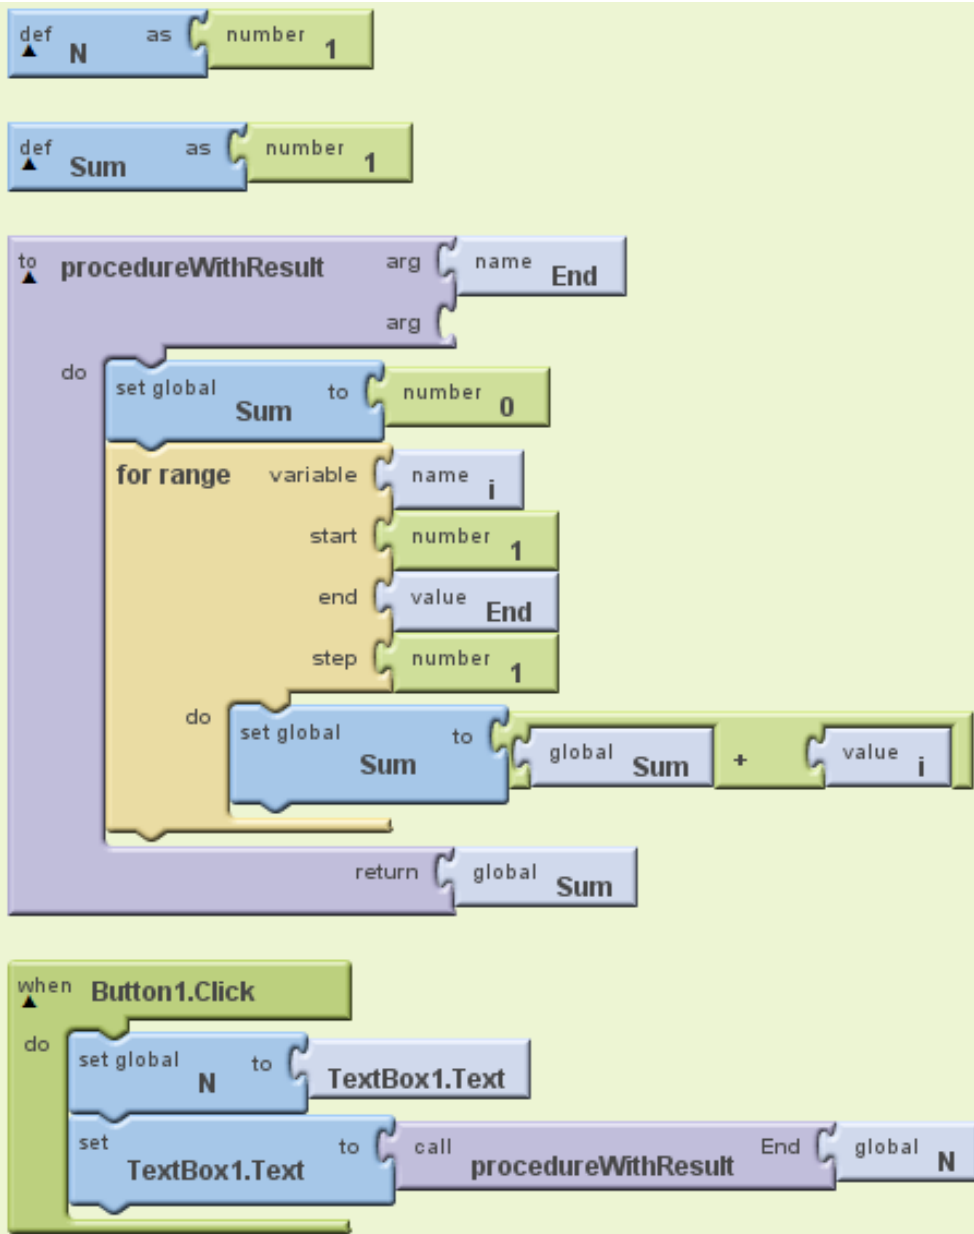 def N as number 1
def Sum as number 1
to procedureWithResult arg name End
arg
do
set global Sum to number 0
for range variable name i
start number 1
end value End
step number 1
do
set global Sum to global Sum + value i
return global Sum
when Button1.Click
do
set global N to TextBox1.Text
set TextBox1.Text to call procedureWithResult End global N